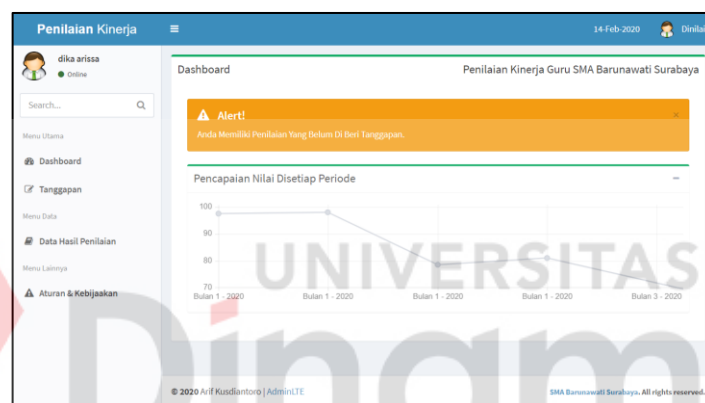 Penilaian Kinerja
14-Feb-2020
Dinilai
dika arissa
Online
Search...
Menu Utama
Dashboard
Tanggapan
Menu Data
Data Hasil Penilaian
Menu Lainnya
Aturan & Kebijaakan
Dashboard
Penilaian Kinerja Guru SMA Barunawati Surabaya
Alert!
×
Anda Memiliki Penilaian Yang Belum Di Beri Tanggapan.
Pencapaian Nilai Disetiap Periode
100
90
80
70
Bulan 1 - 2020 Bulan 1 - 2020 Bulan 1 - 2020 Bulan 1 - 2020 Bulan 3 - 2020
UNIVERSITAS
Dinam
© 2020 Arif Kusdiantoro | AdminLTE
SMA Barunawati Surabaya. All rights reserved.